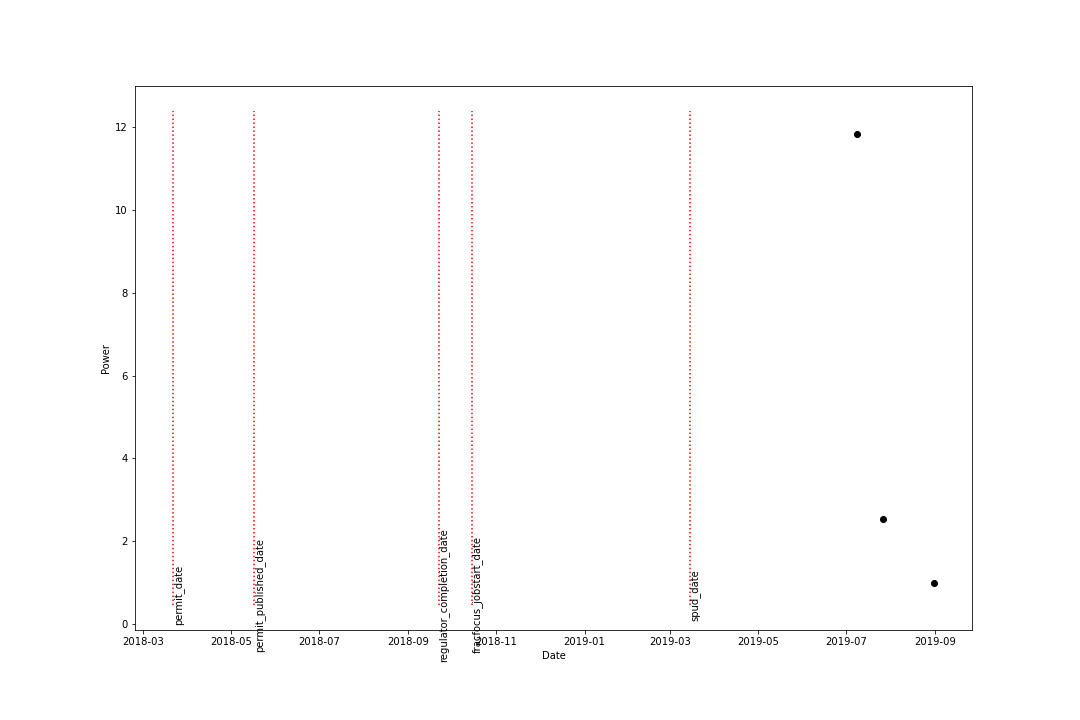 12
10
8
6
4
2
0
Power
permit_date
permit_published_date
regulator_completion_date
fracfocus_jobstart_date
spud_date
2018-03
2018-05
2018-07
2018-09
2018-11
2019-01
2019-03
2019-05
2019-07
2019-09
Date